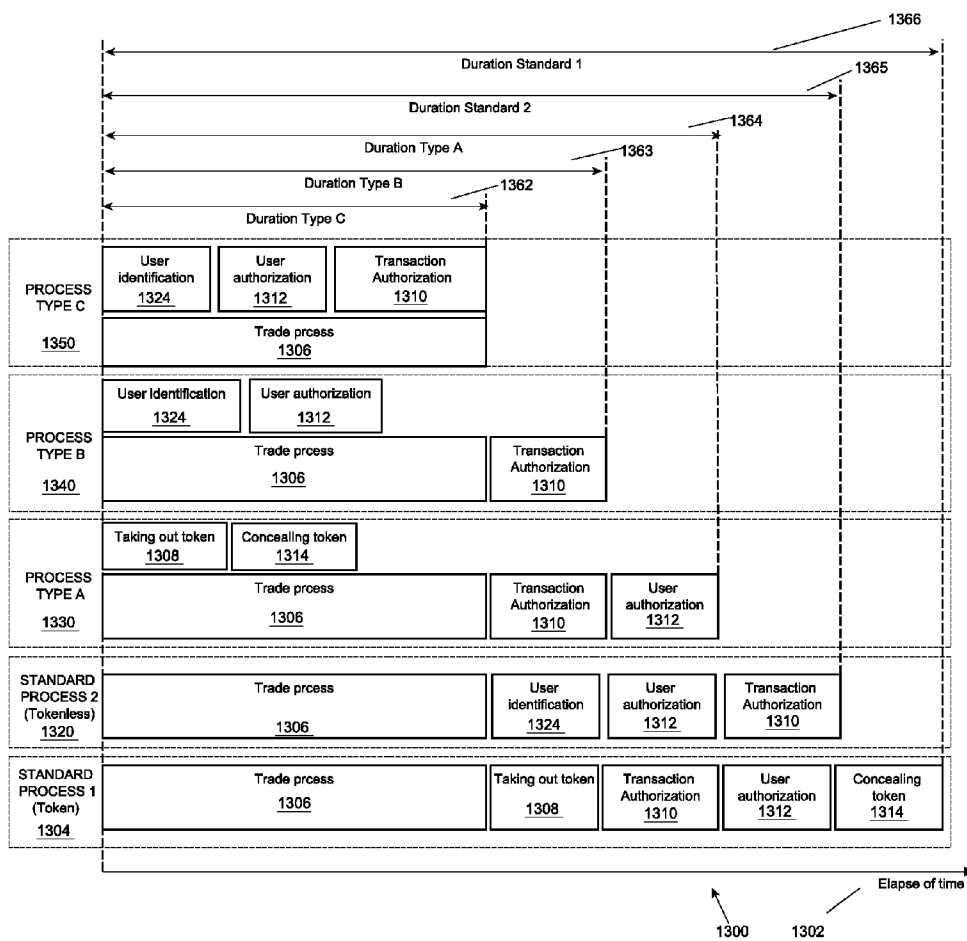 1366
Duration Standard 1
1365
Duration Standard 2
1364
Duration Type A
1363
Duration Type B
1362
Duration Type C
PROCESS
TYPE C
1350
User
identification
1324
User
authorization
1312
Transaction
Authorization
1310
Trade prcess
1306
PROCESS
TYPE B
1340
User identification
1324
User authorization
1312
Trade prcess
1306
Transaction
Authorization
1310
PROCESS
TYPE A
1330
Taking out token
1308
Concealing token
1314
Trade prcess
1306
Transaction
Authorization
1310
User
authorization
1312
STANDARD
PROCESS 2
(Tokenless)
1320
Trade prcess
1306
User
identification
1324
User
authorization
1312
Transaction
Authorization
1310
STANDARD
PROCESS 1
(Token)
1304
Trade prcess
1306
Taking out token
1308
Transaction
Authorization
1310
User
authorization
1312
Concealing
token
1314
Elapse of time
1300
1302